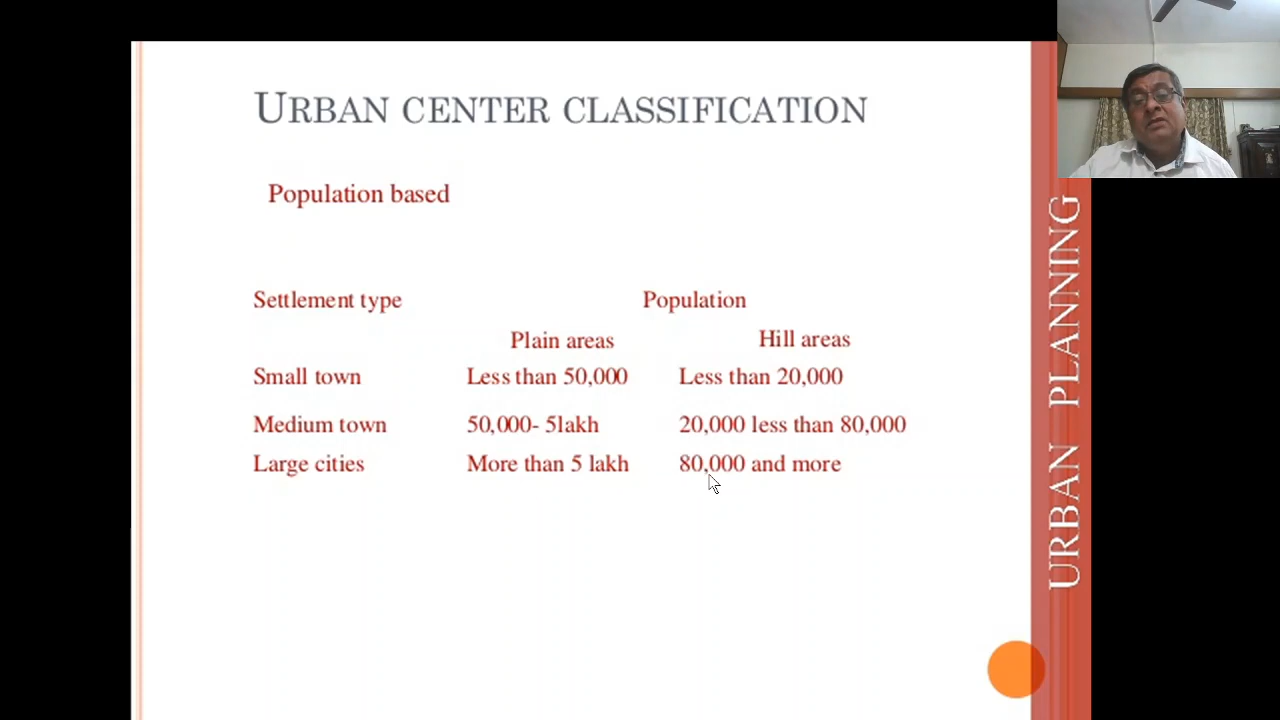 URBAN CENTER CLASSIFICATION
Population based
Settlement type Population
Plain areas Hill areas
Small town Less than 50,000 Less than 20,000
Medium town 50,000- 5lakh 20,000 less than 80,000
Large cities More than 5 lakh 80,000 and more
URBAN PLANNING